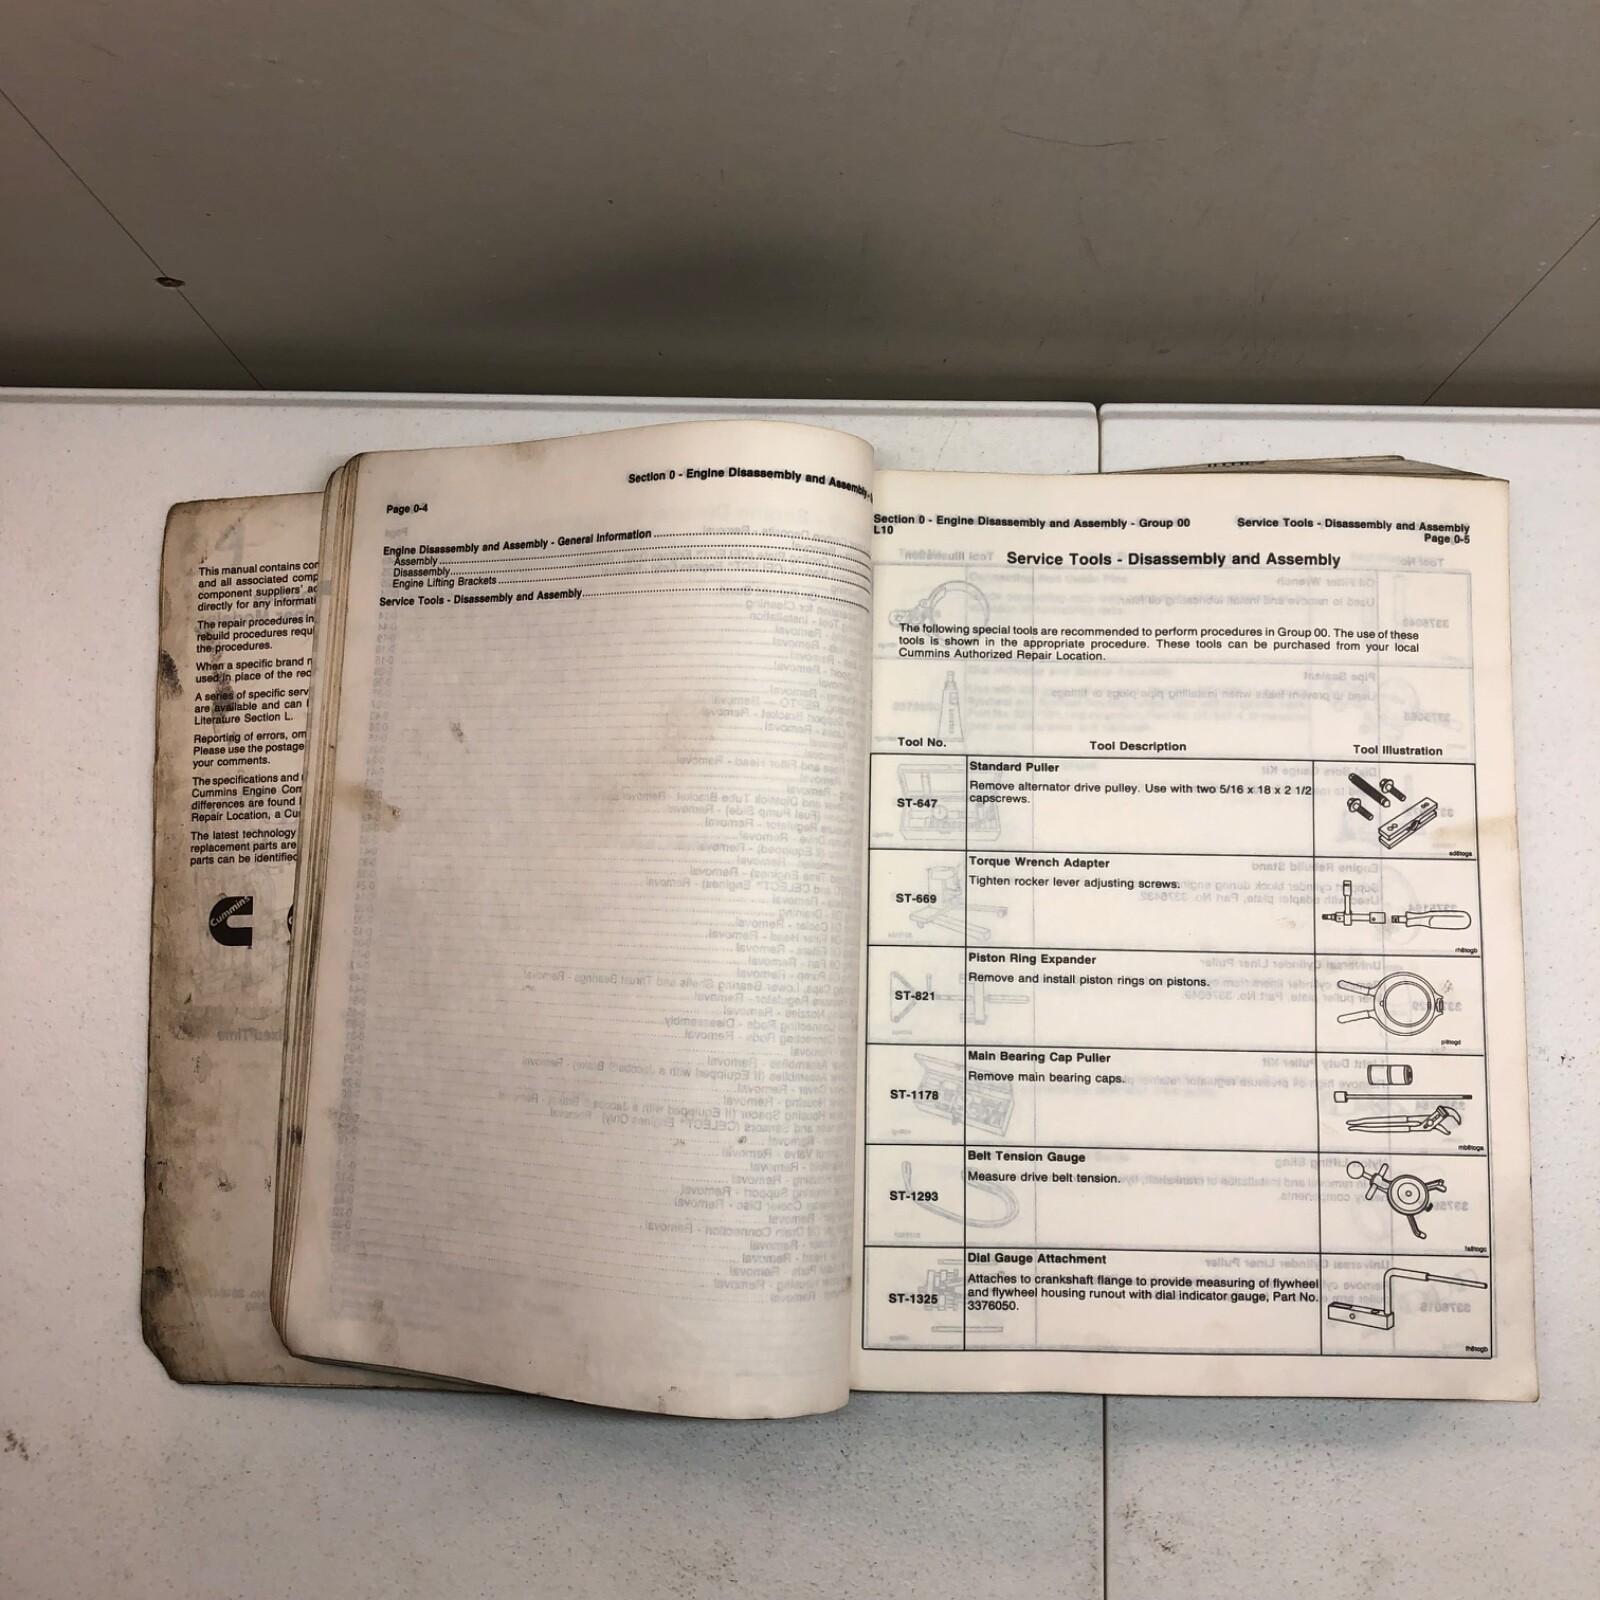 This manual contains
and all associated comp
component suppliers'
directly for any informati
The repair procedures in
rebuild procedures requ
the procedures.
When a specific brand
used in place of the
A series of specific serv
are available and can
Literature Section L.
Reporting of errors, om
Please use the postage
your comments.
The specifications and
Cummins Engine
differences are found
Repair Location, a
The latest technology
replacement parts are
parts can be identified
Cummins
Section 0 - Engine Disassembly and Assembly -
Page 0-4
Engine Disassembly and Assembly - General Information
Assembly
Disassembly
Engine Lifting Brackets
Service Tools - Disassembly and Assembly
Section 0 - Engine Disassembly and Assembly - Group 00
L10
Service Tools - Disassembly and Assembly
Page 0-5
Service Tools - Disassembly and Assembly
The following special tools are recommended to perform procedures in Group 00. The use of these
tools is shown in the appropriate procedure. These tools can be purchased from your local
Cummins Authorized Repair Location.
Tool No. Tool Description Tool Illustration
ST-647
Standard Puller
Remove alternator drive pulley. Use with two 5/16 x 18 x 2 1/2
capscrews.
ST-669
Torque Wrench Adapter
Tighten rocker lever adjusting screws.
ST-821
Piston Ring Expander
Remove and install piston rings on pistons.
ST-1178
Main Bearing Cap Puller
Remove main bearing caps.
ST-1293
Belt Tension Gauge
Measure drive belt tension.
ST-1325
Dial Gauge Attachment
Attaches to crankshaft flange to provide measuring of flywheel
and flywheel housing runout with dial indicator gauge, Part No.
3376050.